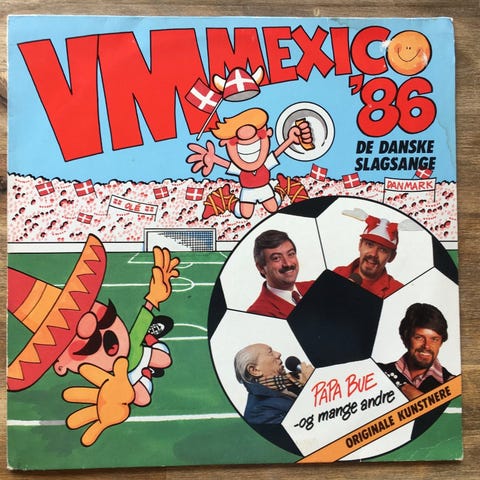 VM MEXICO
'86
DE DANSKE
SLAGSANGE
OLÉ
DANMARK
PAPA BUE
-og mange andre
ORIGINALE KUNSTNERE